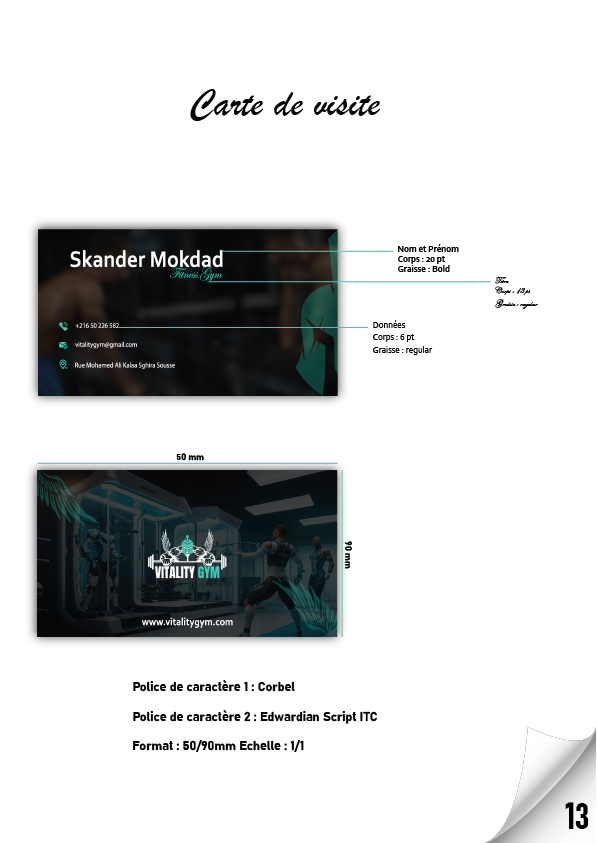 Carte de visite
Skander Mokdad
Fitness Gym
Nom et Prénom
Corps : 20 pt
Graisse : Bold
Titre
Corps : 13 pt
Graisse : regular
+216 50 226 582
vitalitygym@gmail.com
Rue Mohamed Ali Kalaa Sghira Sousse
Données
Corps : 6 pt
Graisse : regular
50 mm
90 mm
VITALITY GYM
www.vitalitygym.com
Police de caractère 1 : Corbel
Police de caractère 2 : Edwardian Script ITC
Format : 50/90mm Echelle : 1/1
13